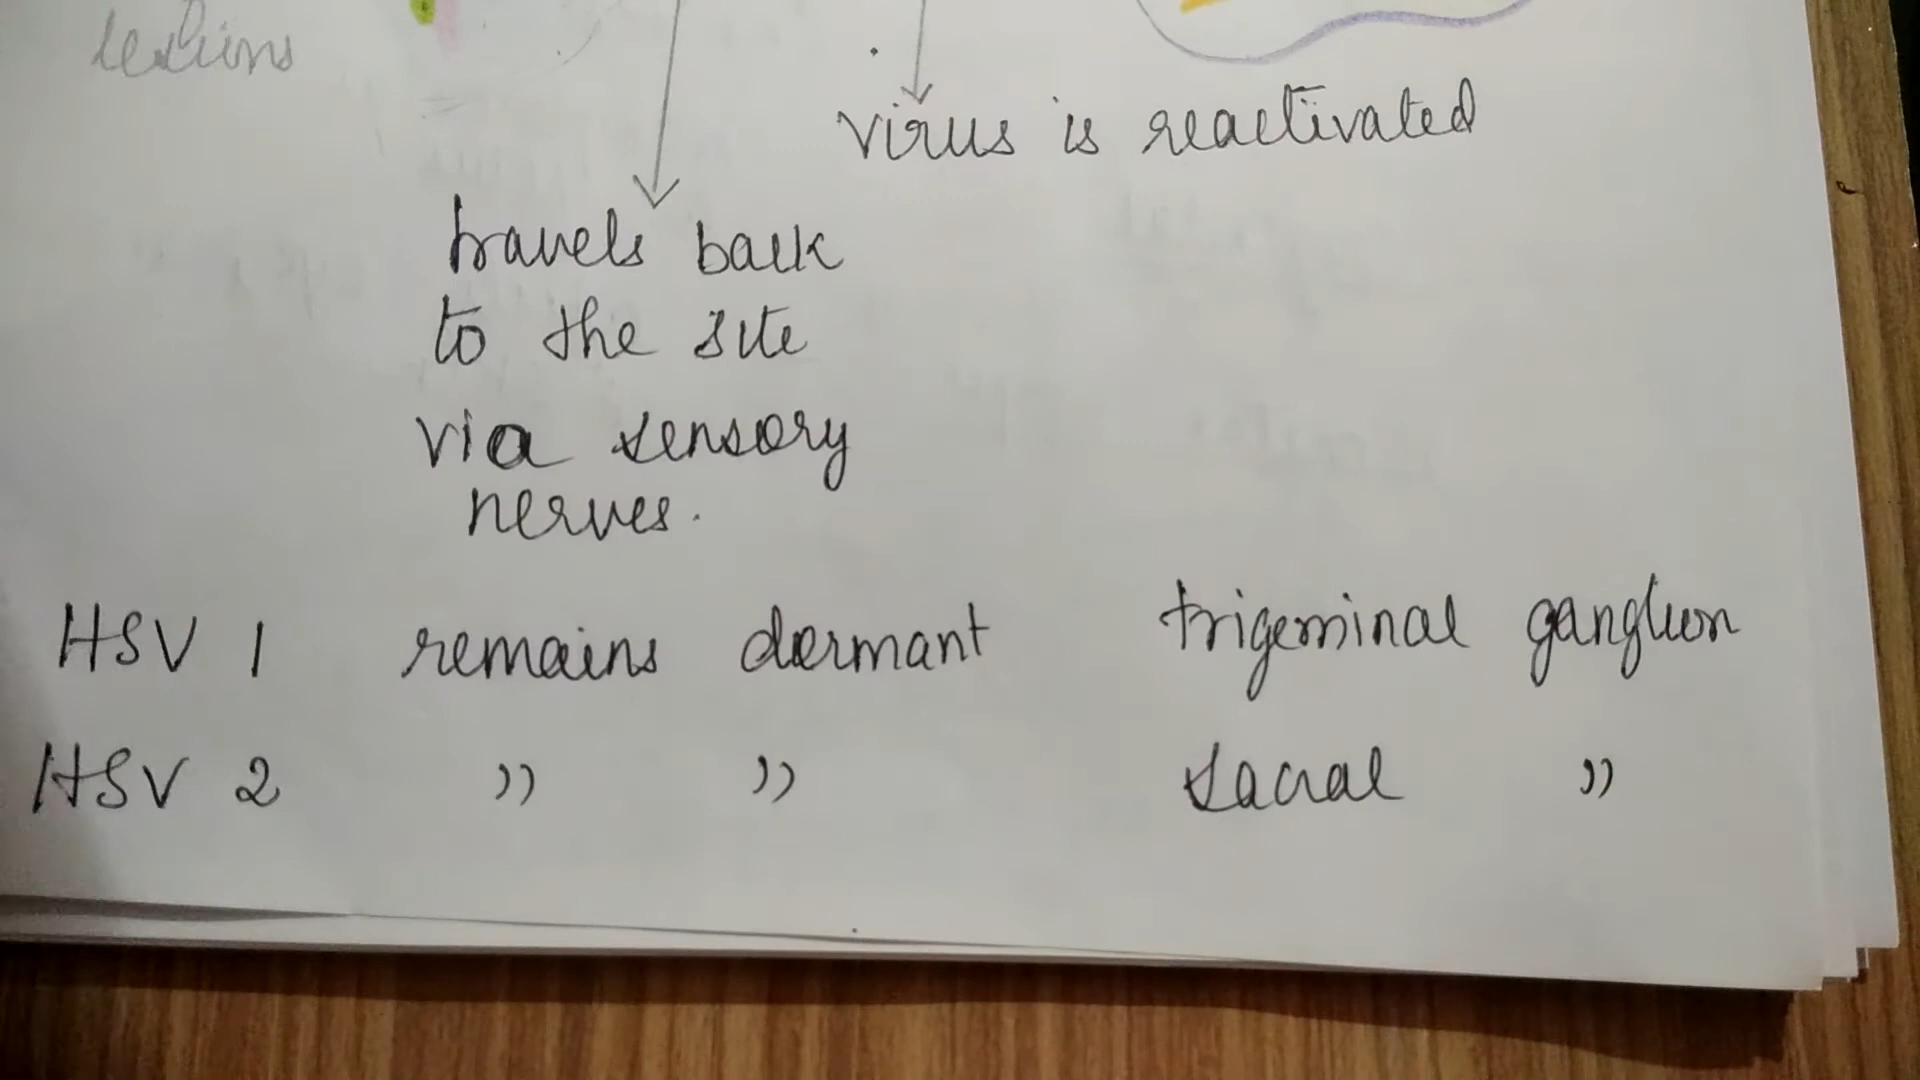 lesions
virus is reactivated
travels back
to the site
via sensory
nerves.
HSV 1 remains dormant trigeminal ganglion
HSV 2 )) )) sacral ))